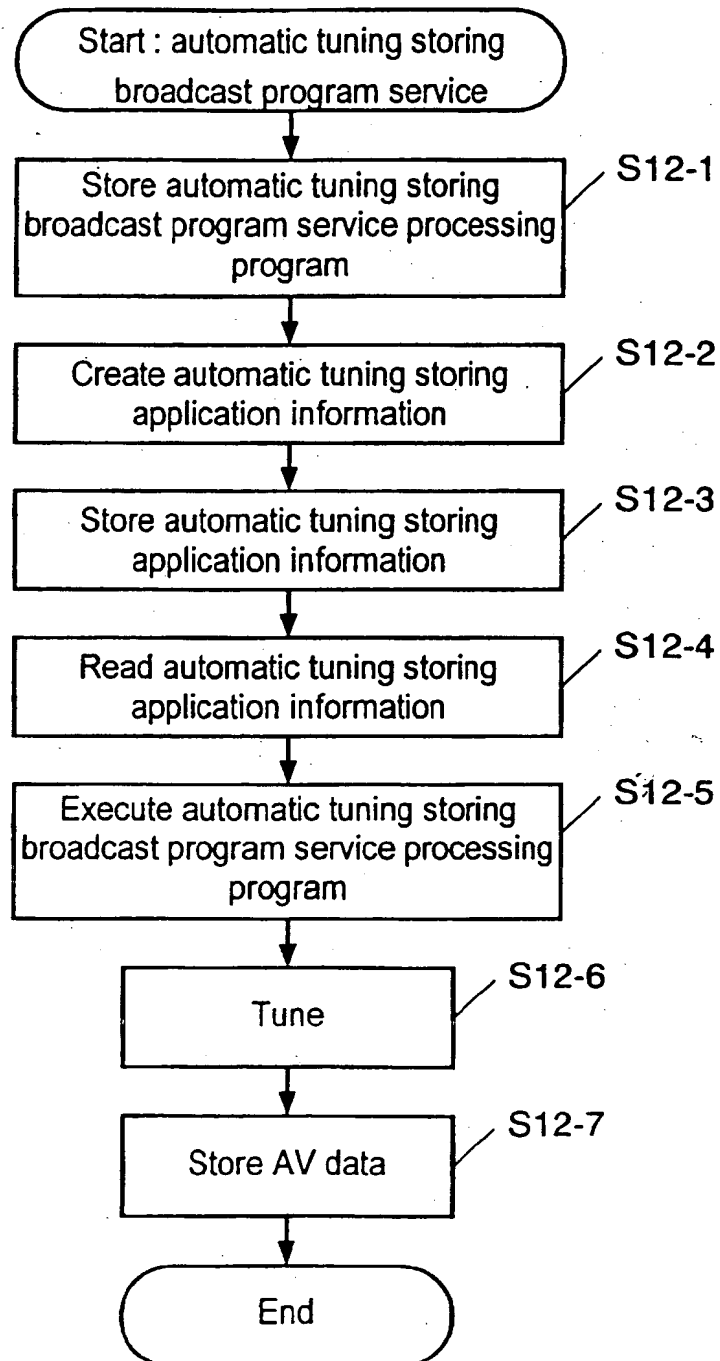 Start : automatic tuning storing
broadcast program service
S12-1
Store automatic tuning storing
broadcast program service processing
program
S12-2
Create automatic tuning storing
application information
S12-3
Store automatic tuning storing
application information
S12-4
Read automatic tuning storing
application information
S12-5
Execute automatic tuning storing
broadcast program service processing
program
S12-6
Tune
S12-7
Store AV data
End